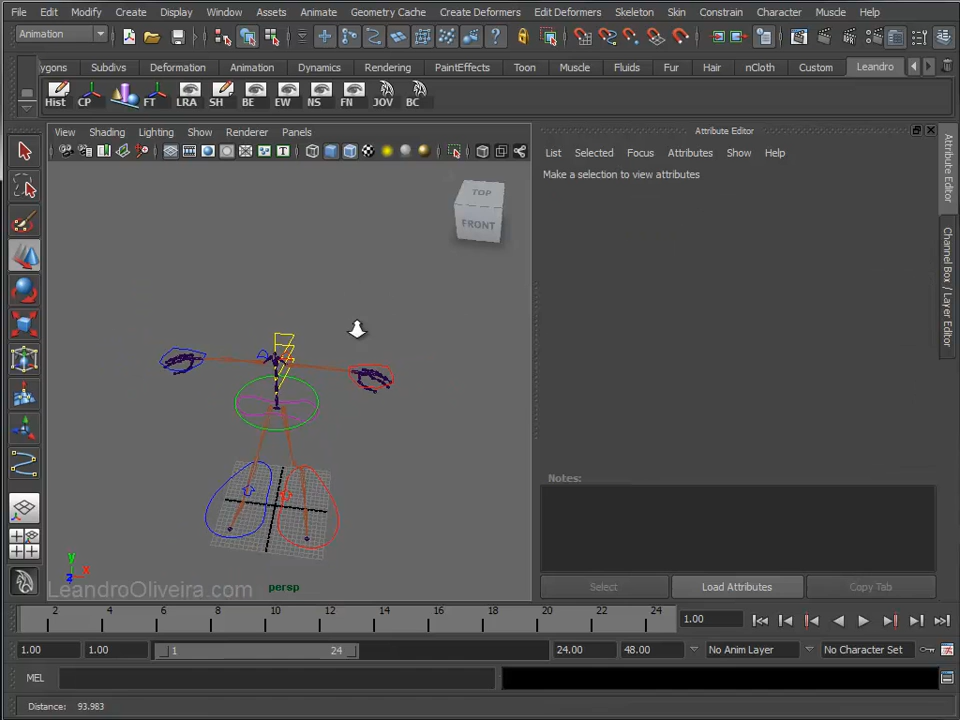 File Edit Modify Create Display Window Assets Animate Geometry Cache Create Deformers Edit Deformers Skeleton Skin Constrain Character Muscle Help
Animation
ygons Subdivs Deformation Animation Dynamics Rendering PaintEffects Toon Muscle Fluids Fur Hair nCloth Custom Leandro
Hist CP FT LRA SH BE EW NS FN JOV BC
View Shading Lighting Show Renderer Panels
Attribute Editor
List Selected Focus Attributes Show Help
Make a selection to view attributes
TOP
FRONT
Attribute Editor
Channel Box / Layer Editor
Notes:
y
x
z
LeandroOliveira.com
persp
Select Load Attributes Copy Tab
2 4 6 8 10 12 14 16 18 20 22 24
1.00
1.00 1.00 1 24 24.00 48.00 No Anim Layer No Character Set
MEL
Distance: 93.983